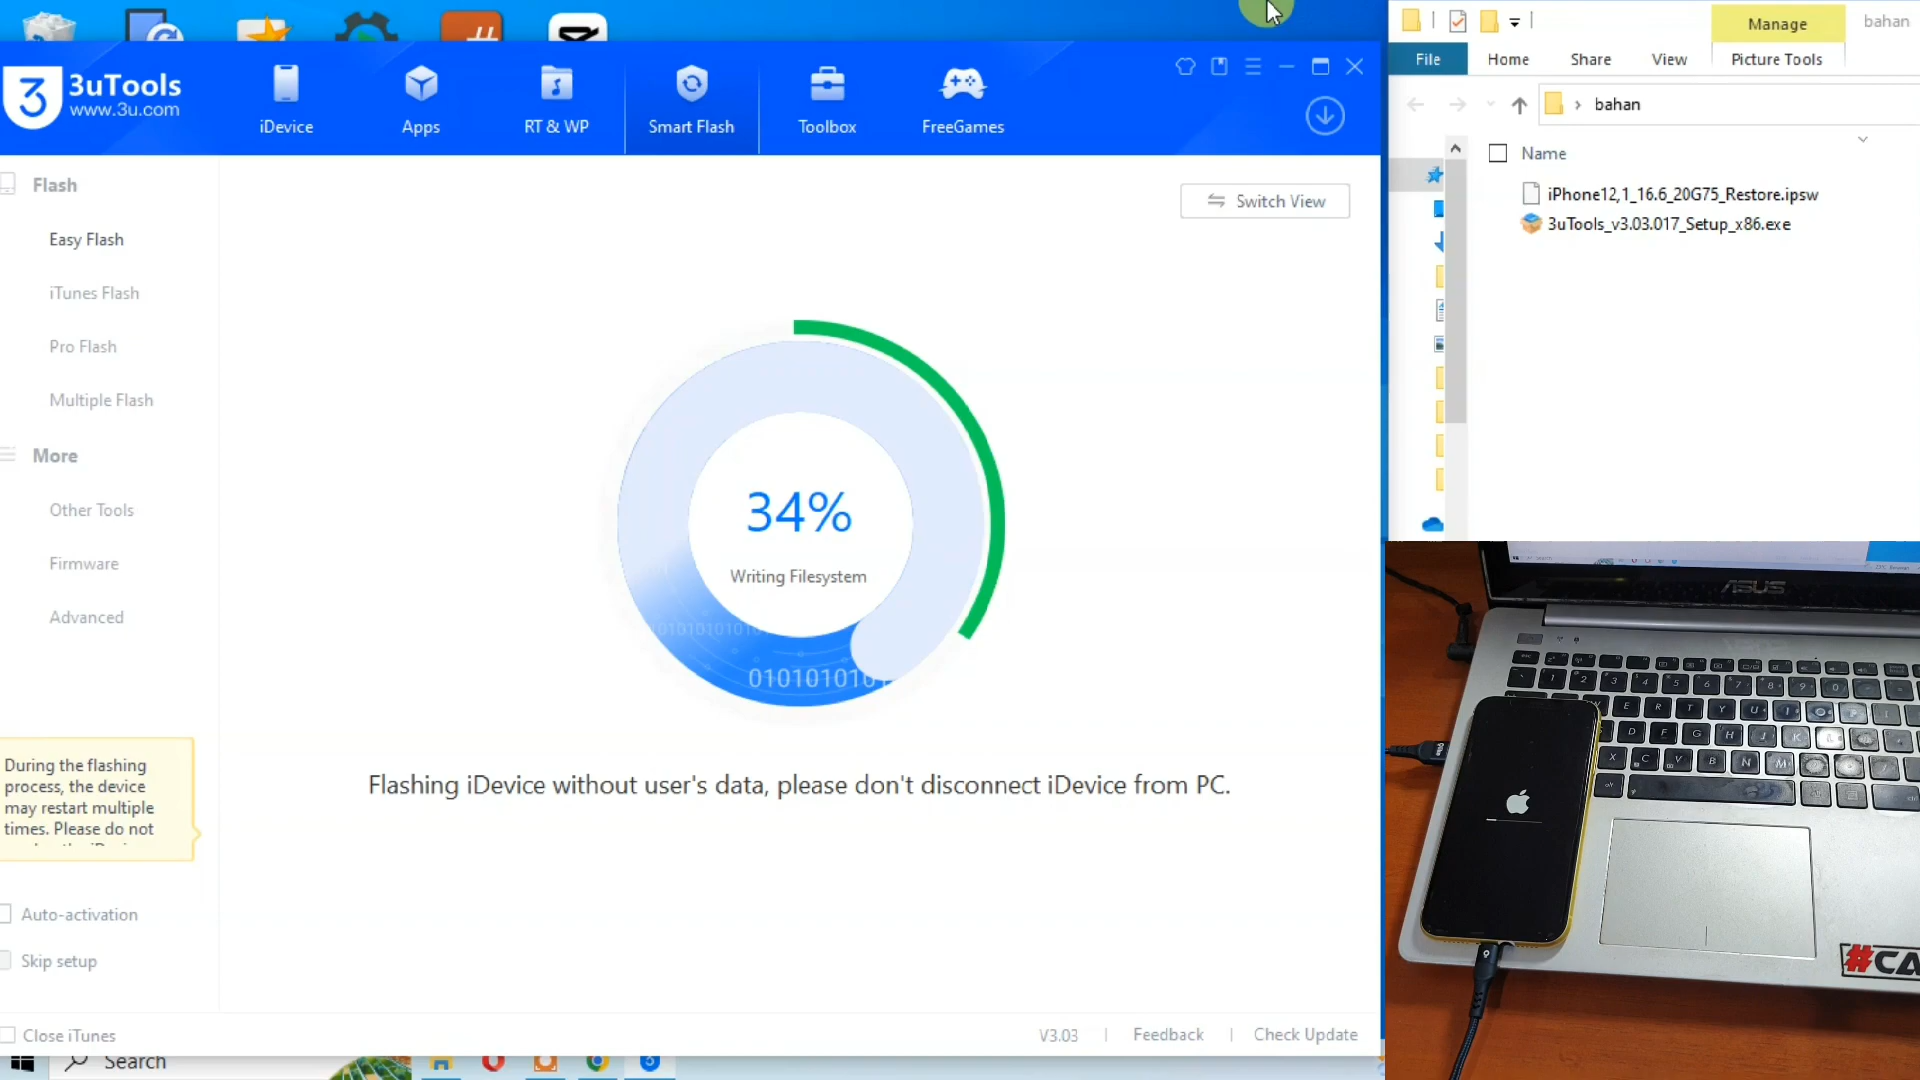 3uTools
www.3u.com
iDevice
Apps
RT & WP
Smart Flash
Toolbox
FreeGames
Flash
Easy Flash
iTunes Flash
Pro Flash
Multiple Flash
More
Other Tools
Firmware
Advanced
During the flashing
process, the device
may restart multiple
times. Please do not
Auto-activation
Skip setup
Close iTunes
Switch View
34%
Writing Filesystem
010101010
Flashing iDevice without user's data, please don't disconnect iDevice from PC.
V3.03
Feedback
Check Update
Search
Manage
bahan
File
Home
Share
View
Picture Tools
bahan
Name
iPhone12,1_16.6_20G75_Restore.ipsw
3uTools_v3.03.017_Setup_x86.exe
ASUS
#CA